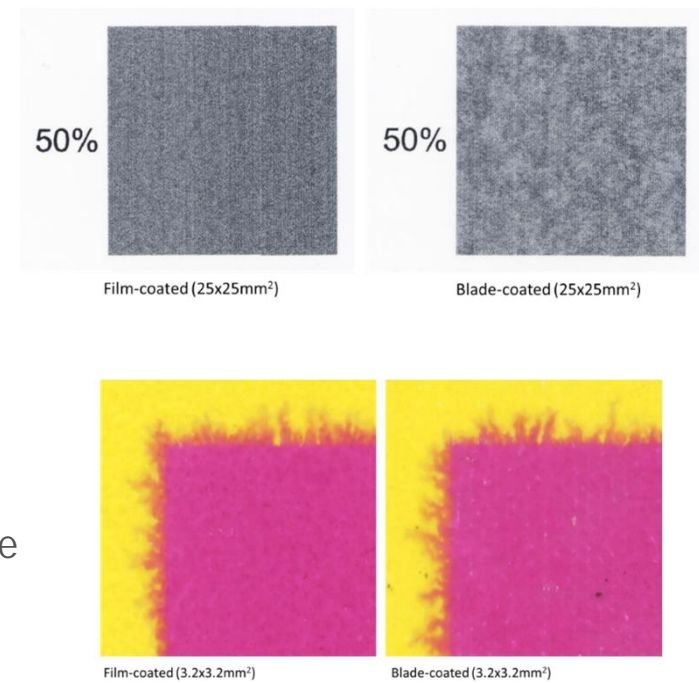 50%
50%
Film-coated (25x25mm²)
Blade-coated (25x25mm²)
e
Film-coated (3.2x3.2mm²)
Blade-coated (3.2x3.2mm²)